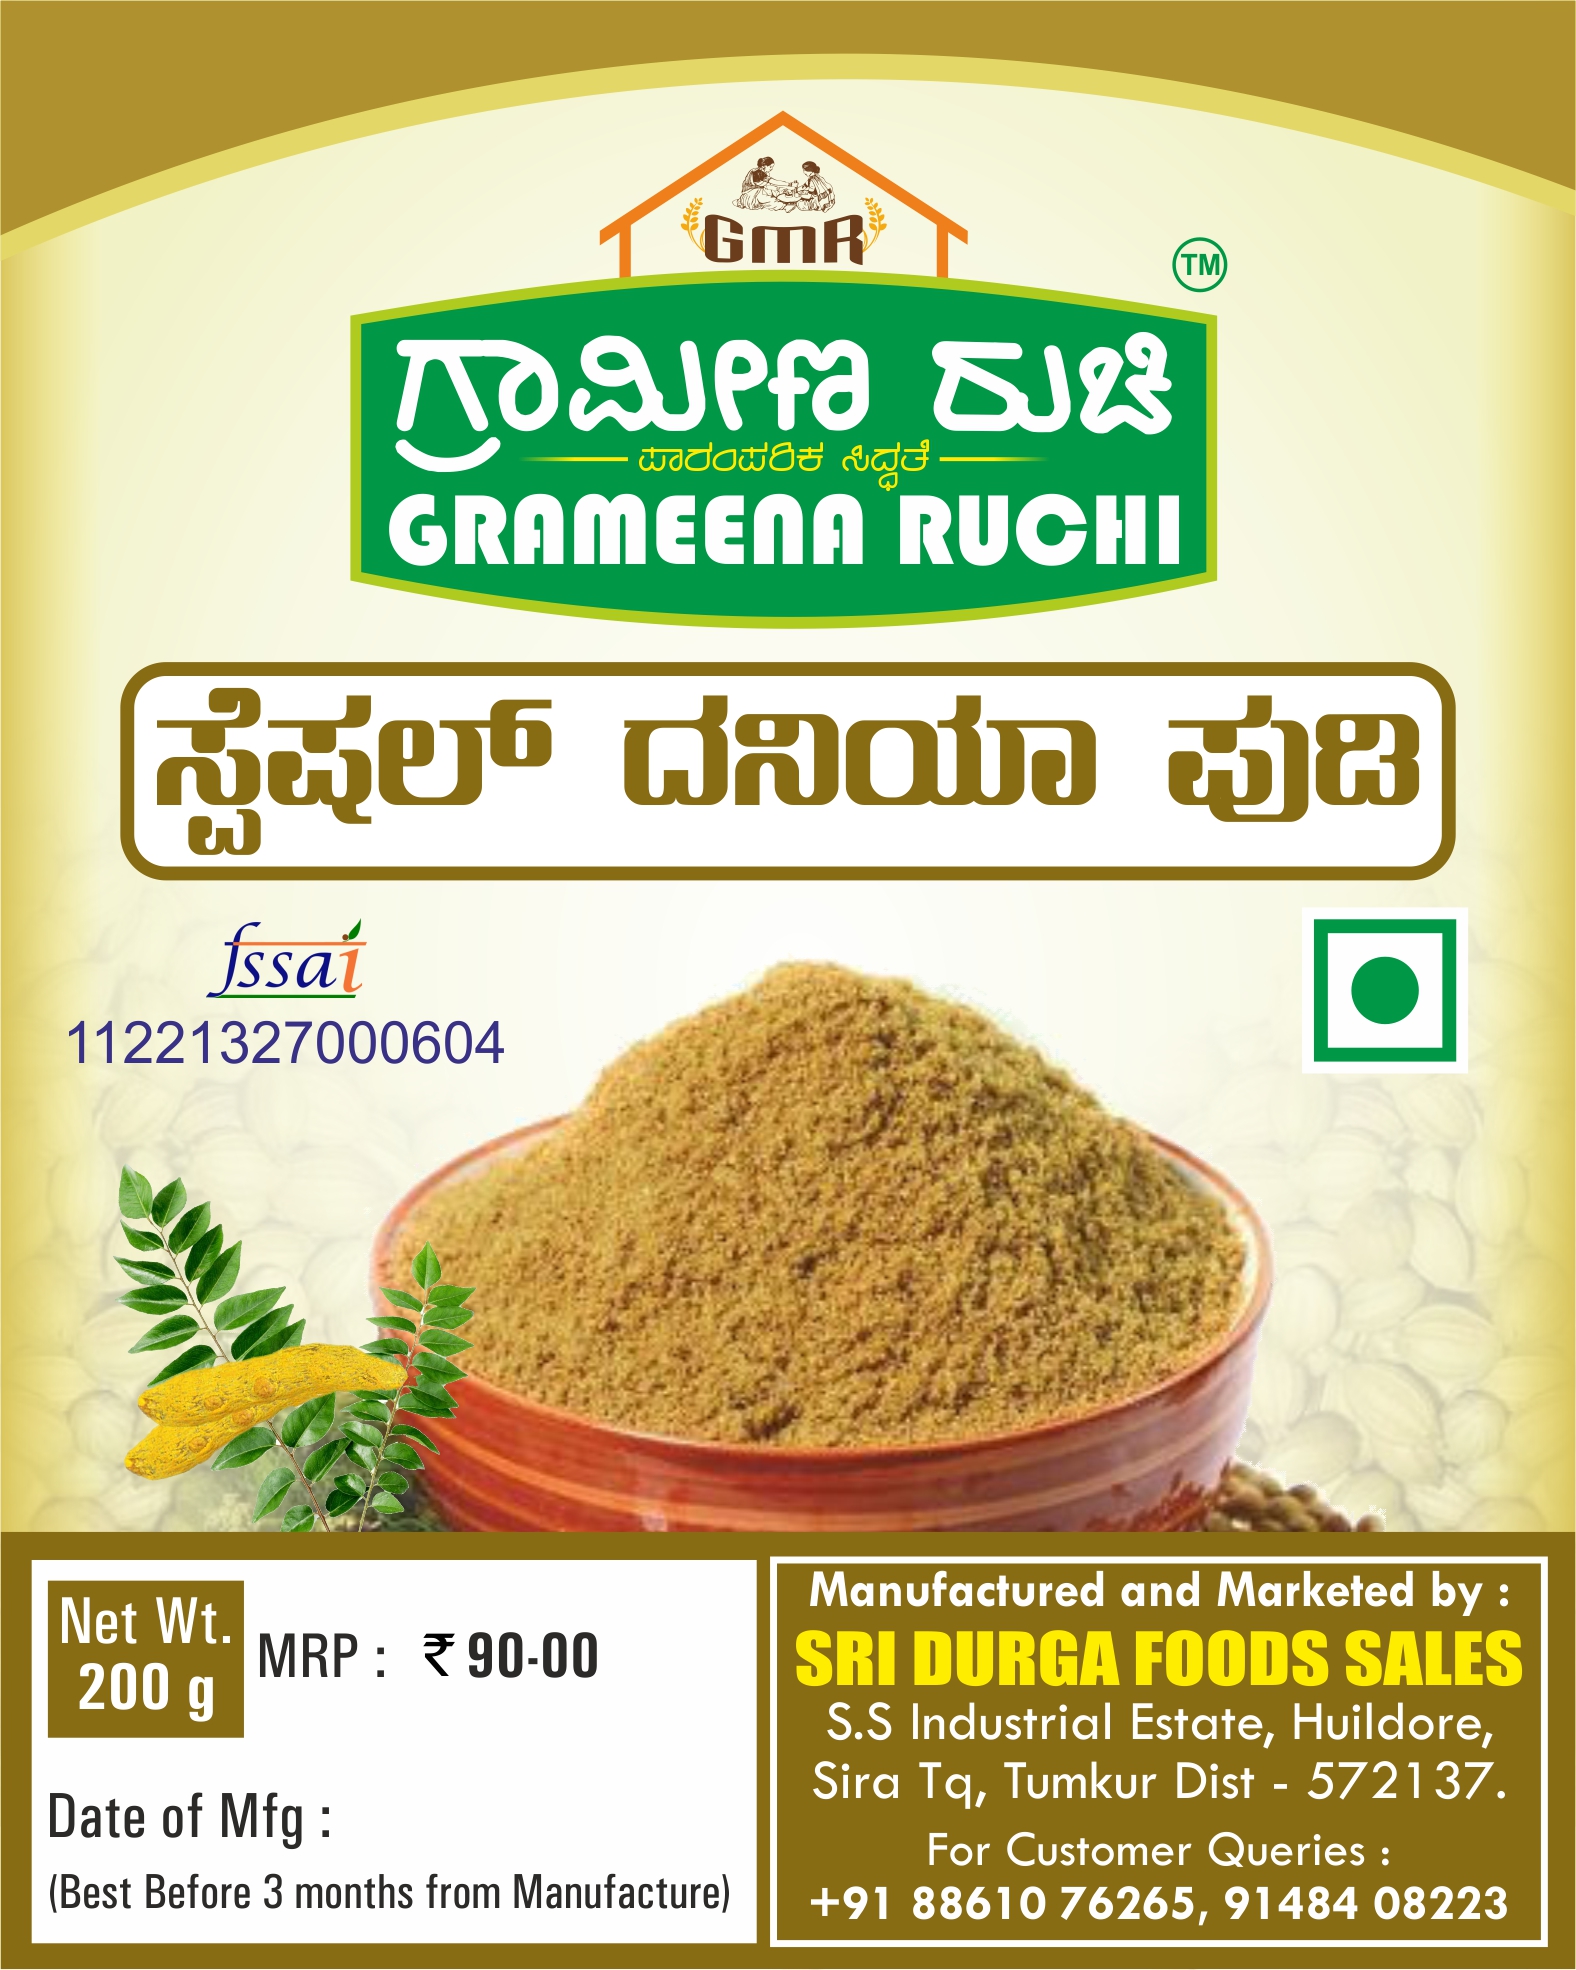 GMR
TM
ಗ್ರಾಮೀಣ ರುಚಿ
ಪಾರಂಪರಿಕ ಸಿದ್ಧತೆ
GRAMEENA RUCHI
ಸ್ಪೆಷಲ್ ದನಿಯಾ ಪುಡಿ
fssai
11221327000604
Net Wt.
200 g
MRP : ₹ 90-00
Date of Mfg :
(Best Before 3 months from Manufacture)
Manufactured and Marketed by :
SRI DURGA FOODS SALES
S.S Industrial Estate, Huildore,
Sira Tq, Tumkur Dist - 572137.
For Customer Queries :
+91 88610 76265, 91484 08223